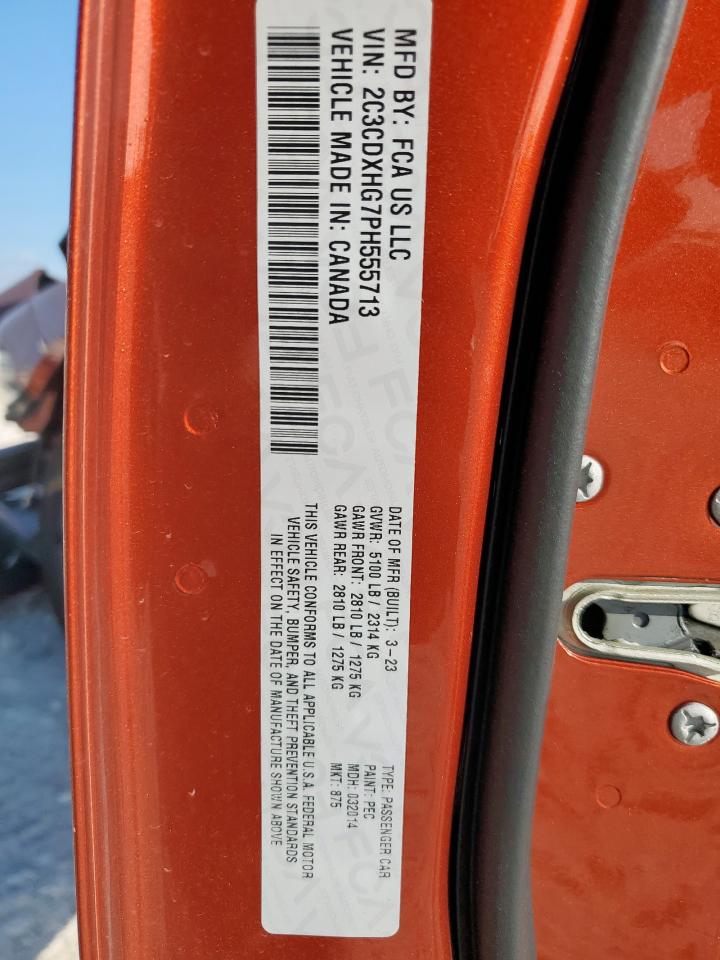 MFD BY: FCA US LLC
VIN: 2C3CDXHG7PH555713
VEHICLE MADE IN: CANADA
DATE OF MFR (BUILT): 3-23
GVWR: 5100 LB / 2314 KG
GAWR FRONT: 2810 LB / 1275 KG
GAWR REAR: 2810 LB / 1275 KG
TYPE: PASSENGER CAR
PAINT: PEC
MDH: 032014
MKT: 875
THIS VEHICLE CONFORMS TO ALL APPLICABLE U.S.A. FEDERAL MOTOR
VEHICLE SAFETY, BUMPER, AND THEFT PREVENTION STANDARDS
IN EFFECT ON THE DATE OF MANUFACTURE SHOWN ABOVE